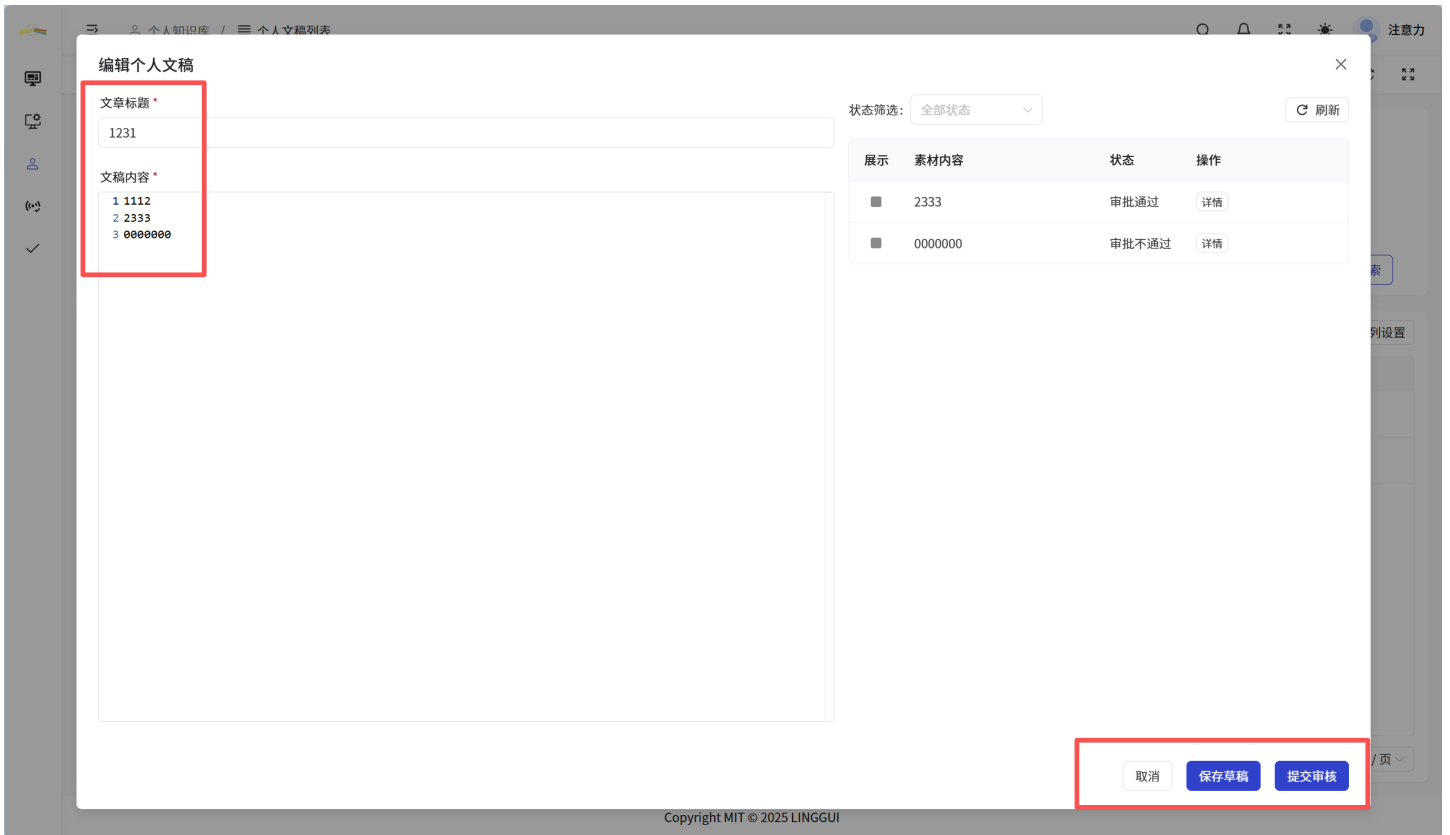 个人知识库 / 个人文稿列表
注意力
编辑个人文稿
文章标题 *
1231
文稿内容 *
1 1112
2 2333
3 0000000
状态筛选: 全部状态
刷新
展示 素材内容 状态 操作
2333 审批通过 详情
0000000 审批不通过 详情
索
列设置
/ 页
取消 保存草稿 提交审核
Copyright MIT © 2025 LINGGUI